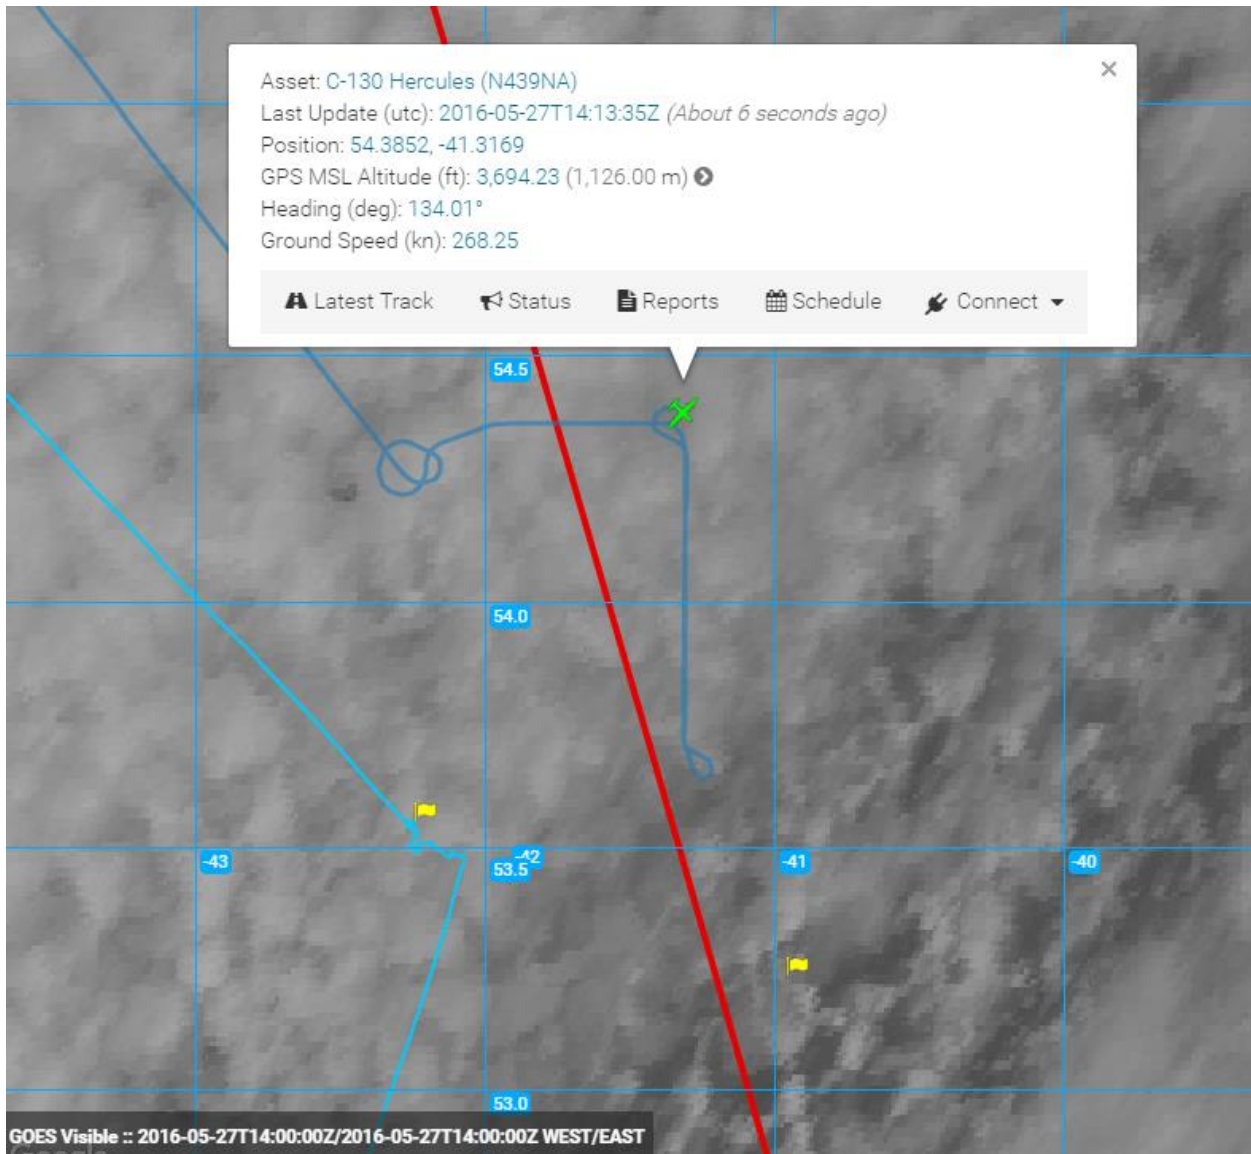 Asset: C-130 Hercules (N439NA)
Last Update (utc): 2016-05-27T14:13:35Z (About 6 seconds ago)
Position: 54.3852, -41.3169
GPS MSL Altitude (ft): 3,694.23 (1,126.00 m)
Heading (deg): 134.01°
Ground Speed (kn): 268.25
Latest Track Status Reports Schedule Connect
54.5
54.0
-43 -42 -41 -40
53.5
53.0
GOES Visible :: 2016-05-27T14:00:00Z/2016-05-27T14:00:00Z WEST/EAST
Google